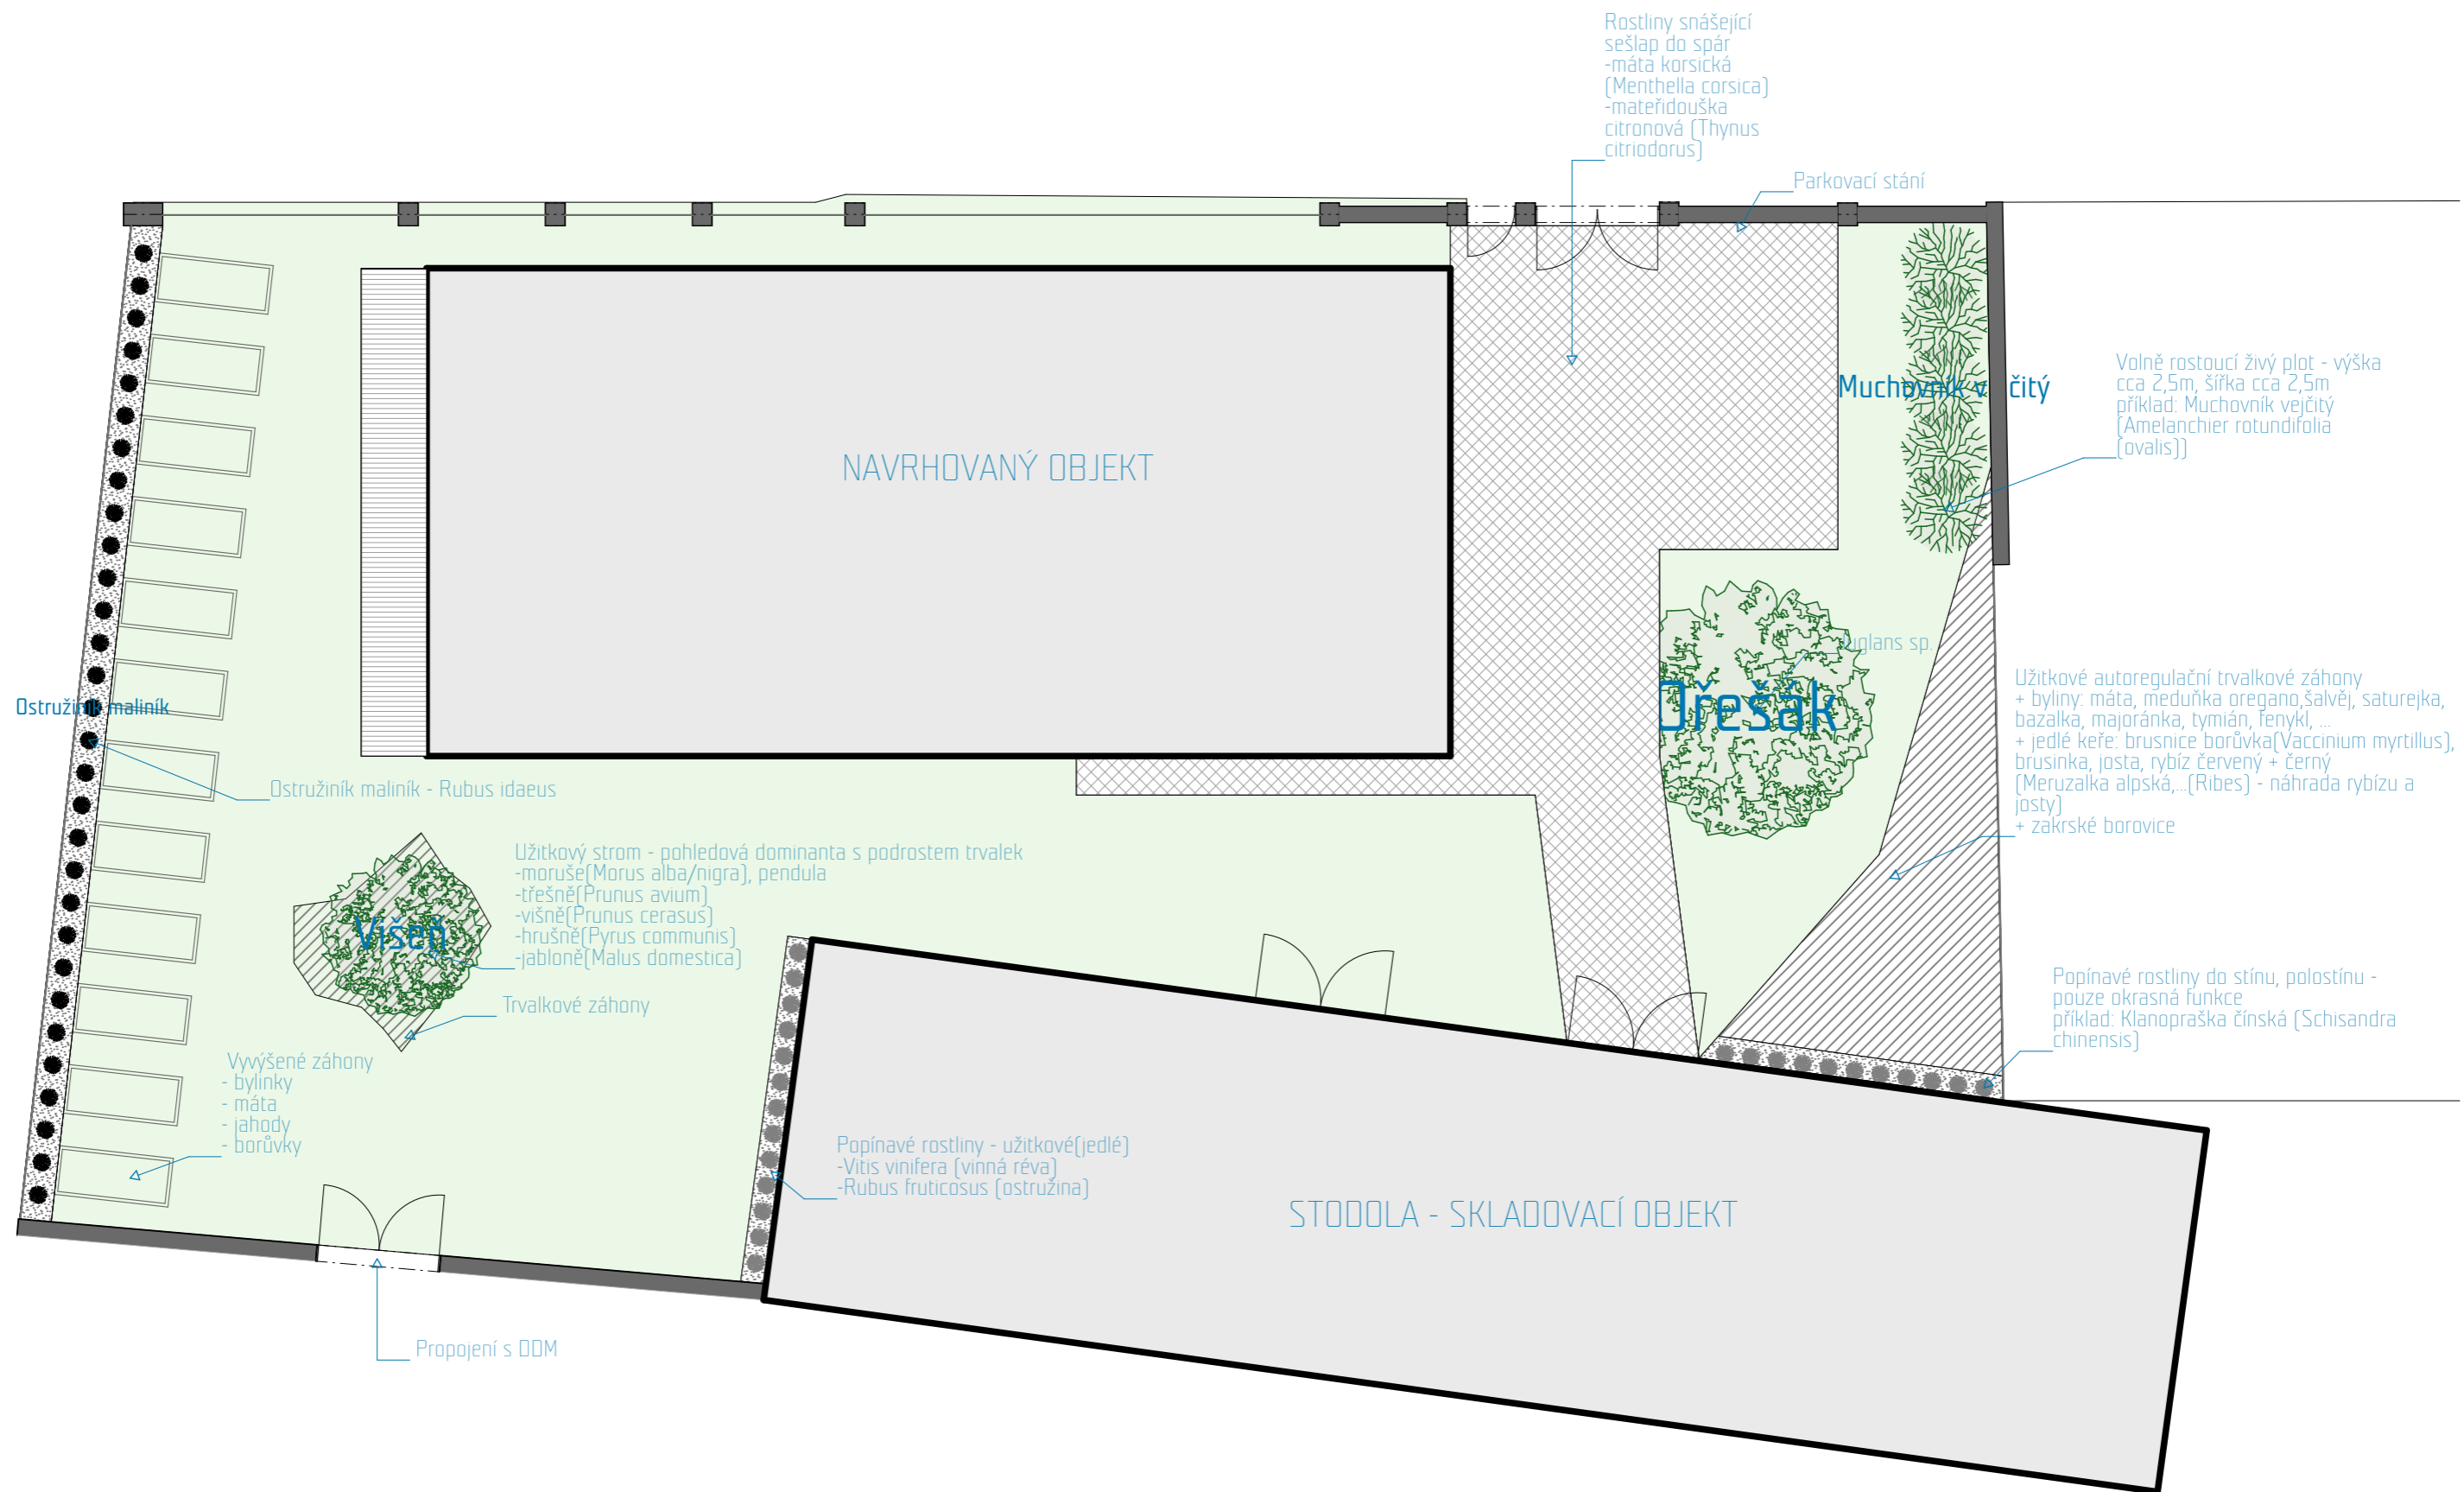 Rostliny snášející
sešlap do spár
-máta korsická
(Menthella corsica)
-mateřidouška
citronová (Thynus
citriodorus)
Parkovací stání
Volně rostoucí živý plot - výška
cca 2,5m, šířka cca 2,5m
příklad: Muchovník vejčitý
(Amelanchier rotundifolia
(ovalis))
Muchovník v čitý
NAVRHOVANÝ OBJEKT
Juglans sp.
Ořešák
Užitkové autoregulační trvalkové záhony
+ byliny: máta, meduňka oregano,šalvěj, saturejka,
bazalka, majoránka, tymián, fenykl, ...
+ jedlé keře: brusnice borůvka(Vaccinium myrtillus),
brusinka, josta, rybíz červený + černý
(Meruzalka alpská,...(Ribes) - náhrada rybízu a
josty)
+ zakrské borovice
Ostružiník maliník
Ostružiník maliník - Rubus idaeus
Užitkový strom - pohledová dominanta s podrostem trvalek
-moruše(Morus alba/nigra), pendula
-třešně(Prunus avium)
-višně(Prunus cerasus)
-hrušně(Pyrus communis)
-jabloně(Malus domestica)
Višeň
Trvalkové záhony
Popínavé rostliny do stínu, polostínu -
pouze okrasná funkce
příklad: Klanopraška čínská (Schisandra
chinensis)
Vyvýšené záhony
- bylinky
- máta
- jahody
- borůvky
Popínavé rostliny - užitkové(jedlé)
-Vitis vinifera (vinná réva)
-Rubus fruticosus (ostružina)
STODOLA - SKLADOVACÍ OBJEKT
Propojení s DDM